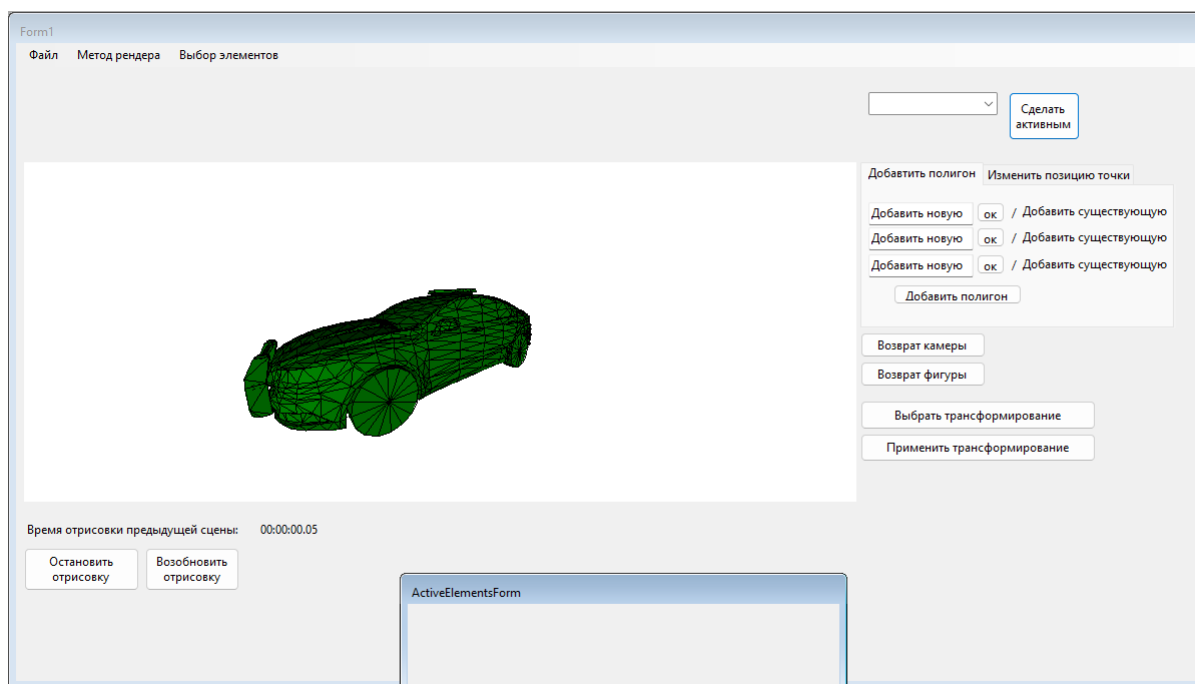 Form1
Файл Метод рендера Выбор элементов
Сделать
активным
Добавтить полигон Изменить позицию точки
Добавить новую ок / Добавить существующую
Добавить новую ок / Добавить существующую
Добавить новую ок / Добавить существующую
Добавить полигон
Возврат камеры
Возврат фигуры
Выбрать трансформирование
Применить трансформирование
Время отрисовки предыдущей сцены: 00:00:00.05
Остановить
отрисовку
Возобновить
отрисовку
ActiveElementsForm